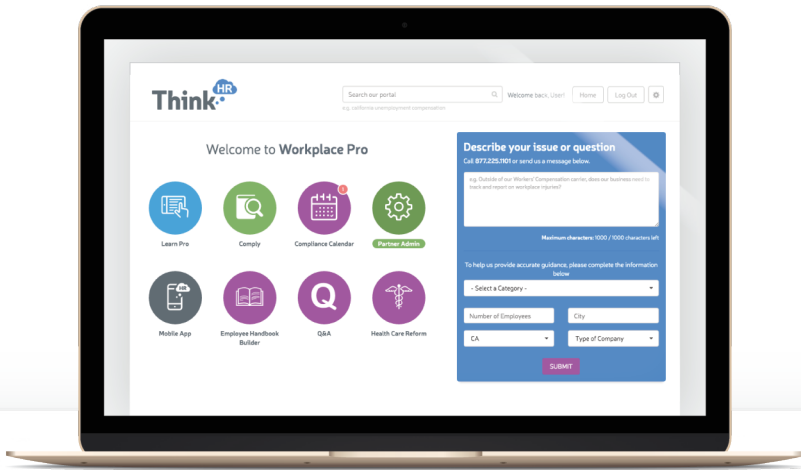 Think HR
Search our portal
Welcome back, User!
Home
Log Out
e.g. california unemployment compensation
Welcome to Workplace Pro
Learn Pro
Comply
1
Compliance Calendar
Partner Admin
HR
Mobile App
Employee Handbook
Builder
Q
Q&A
Health Care Reform
Describe your issue or question
Call 877.225.1101 or send us a message below.
e.g. Outside of our Workers' Compensation carrier, does our business need to
track and report on workplace injuries?
Maximum characters: 1000 / 1000 characters left
To help us provide accurate guidance, please complete the information
below
- Select a Category -
Number of Employees
City
CA
Type of Company
SUBMIT